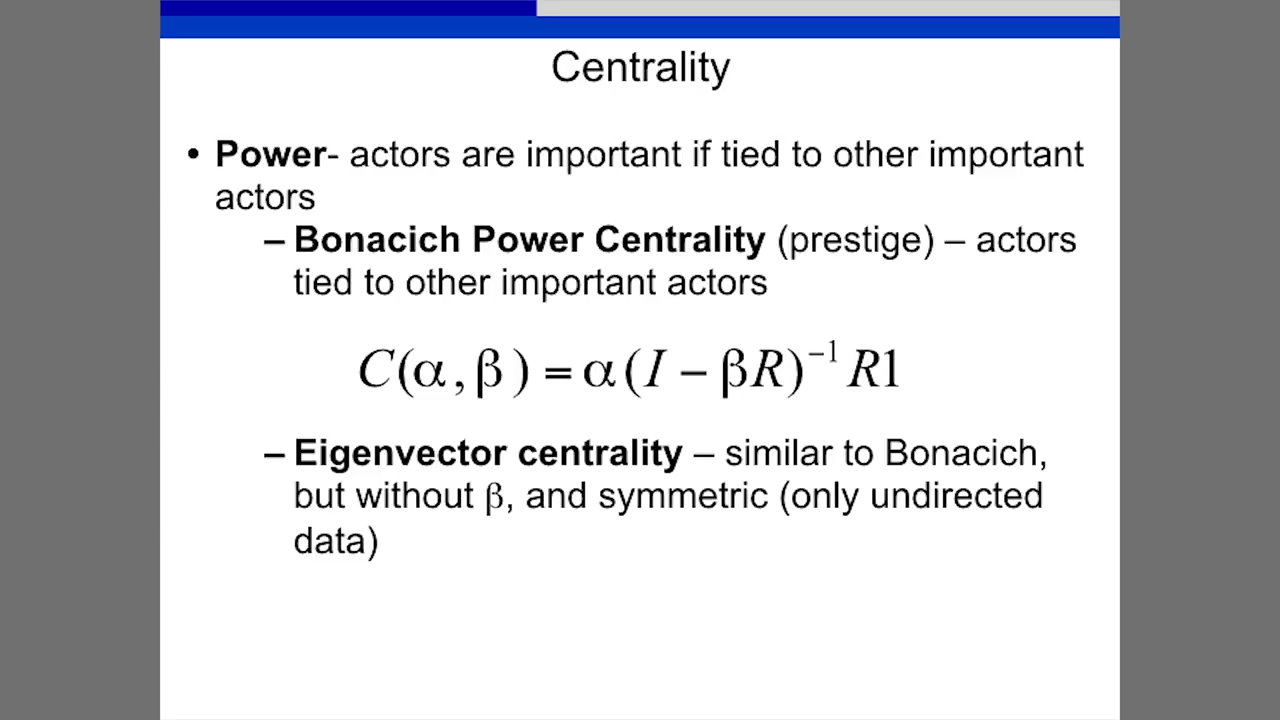 Centrality
• Power- actors are important if tied to other important
actors
– Bonacich Power Centrality (prestige) – actors
tied to other important actors
C(α, β) = α(I − βR)⁻¹ R1
– Eigenvector centrality – similar to Bonacich,
but without β, and symmetric (only undirected
data)